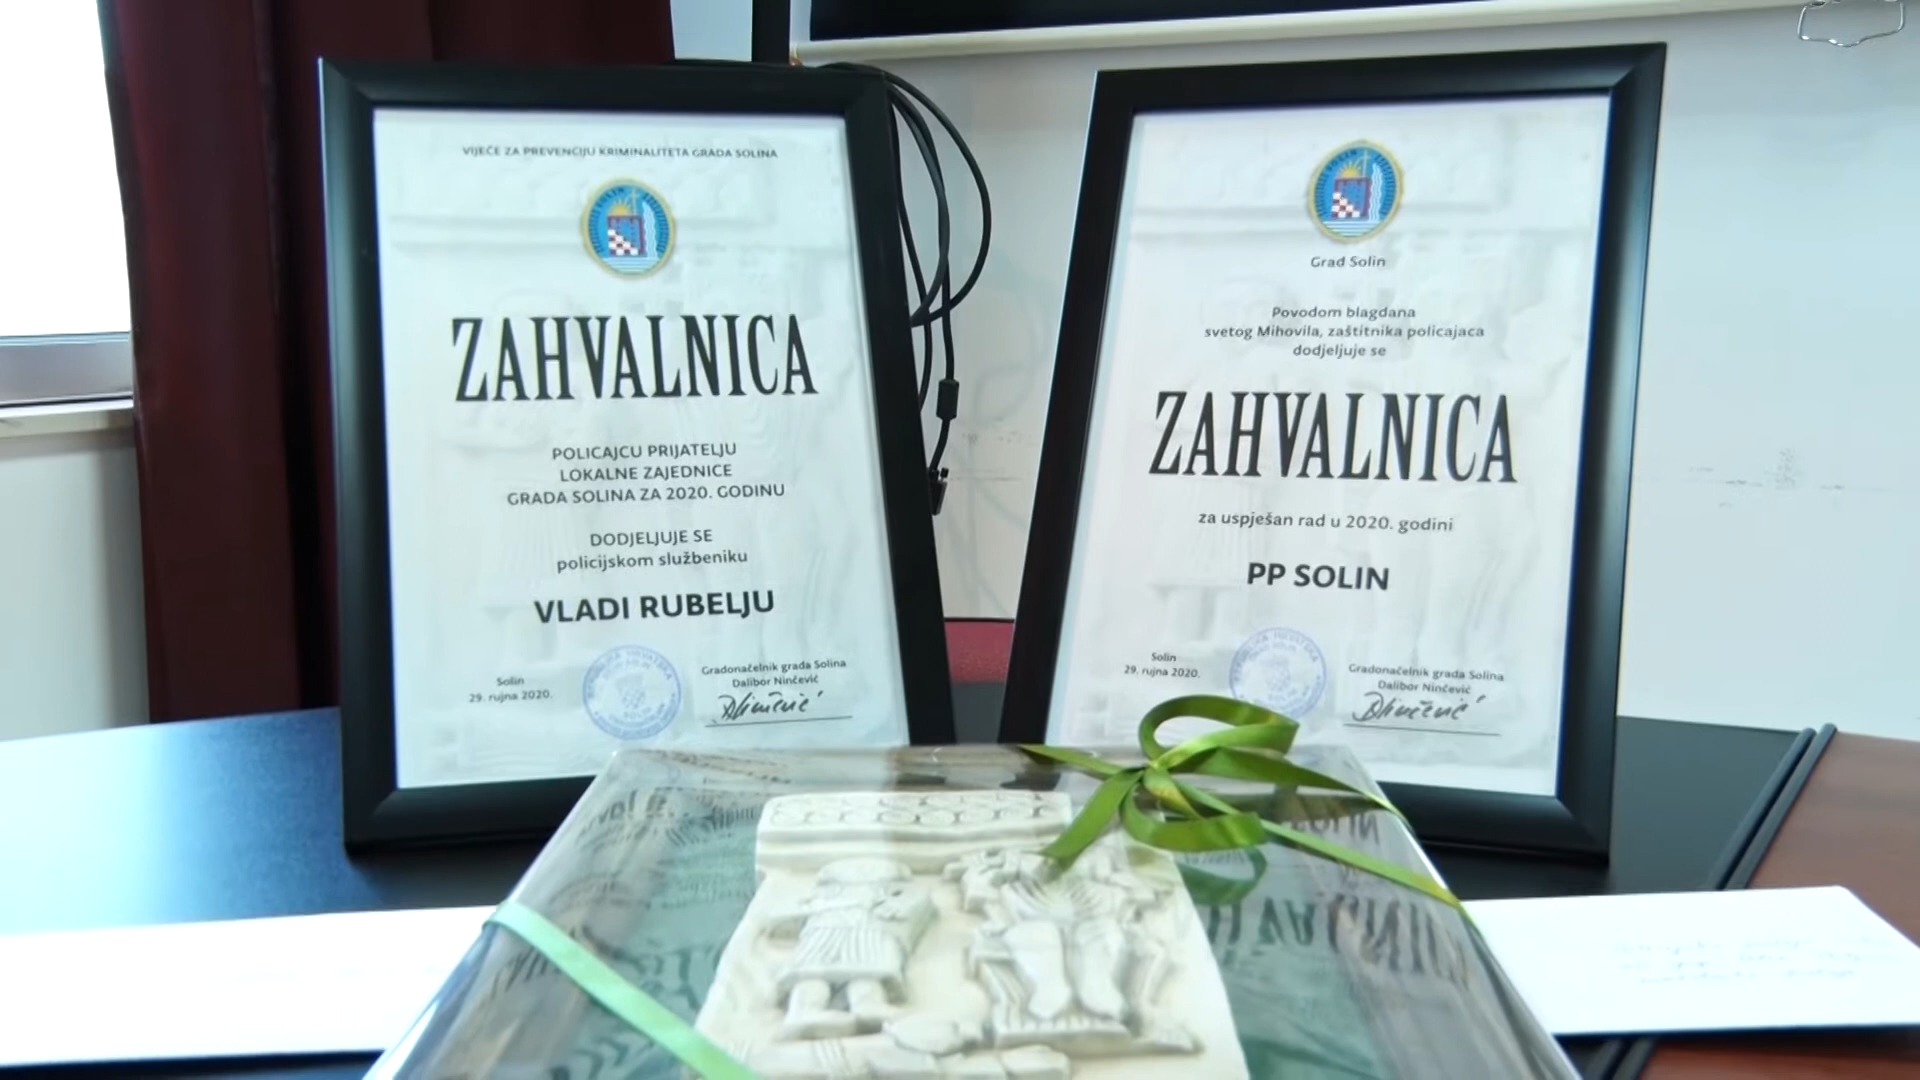 VIJEĆE ZA PREVENCIJU KRIMINALITETA GRADA SOLINA
ZAHVALNICA
POLICAJCU PRIJATELJU
LOKALNE ZAJEDNICE
GRADA SOLINA ZA 2020. GODINU
DODJELJUJE SE
policijskom službeniku
VLADI RUBELJU
Solin
29. rujna 2020.
Gradonačelnik grada Solina
Dalibor Ninčević
Grad Solin
Povodom blagdana
svetog Mihovila, zaštitnika policajaca
dodjeljuje se
ZAHVALNICA
za uspješan rad u 2020. godini
PP SOLIN
Solin
29. rujna 2020.
Gradonačelnik grada Solina
Dalibor Ninčević